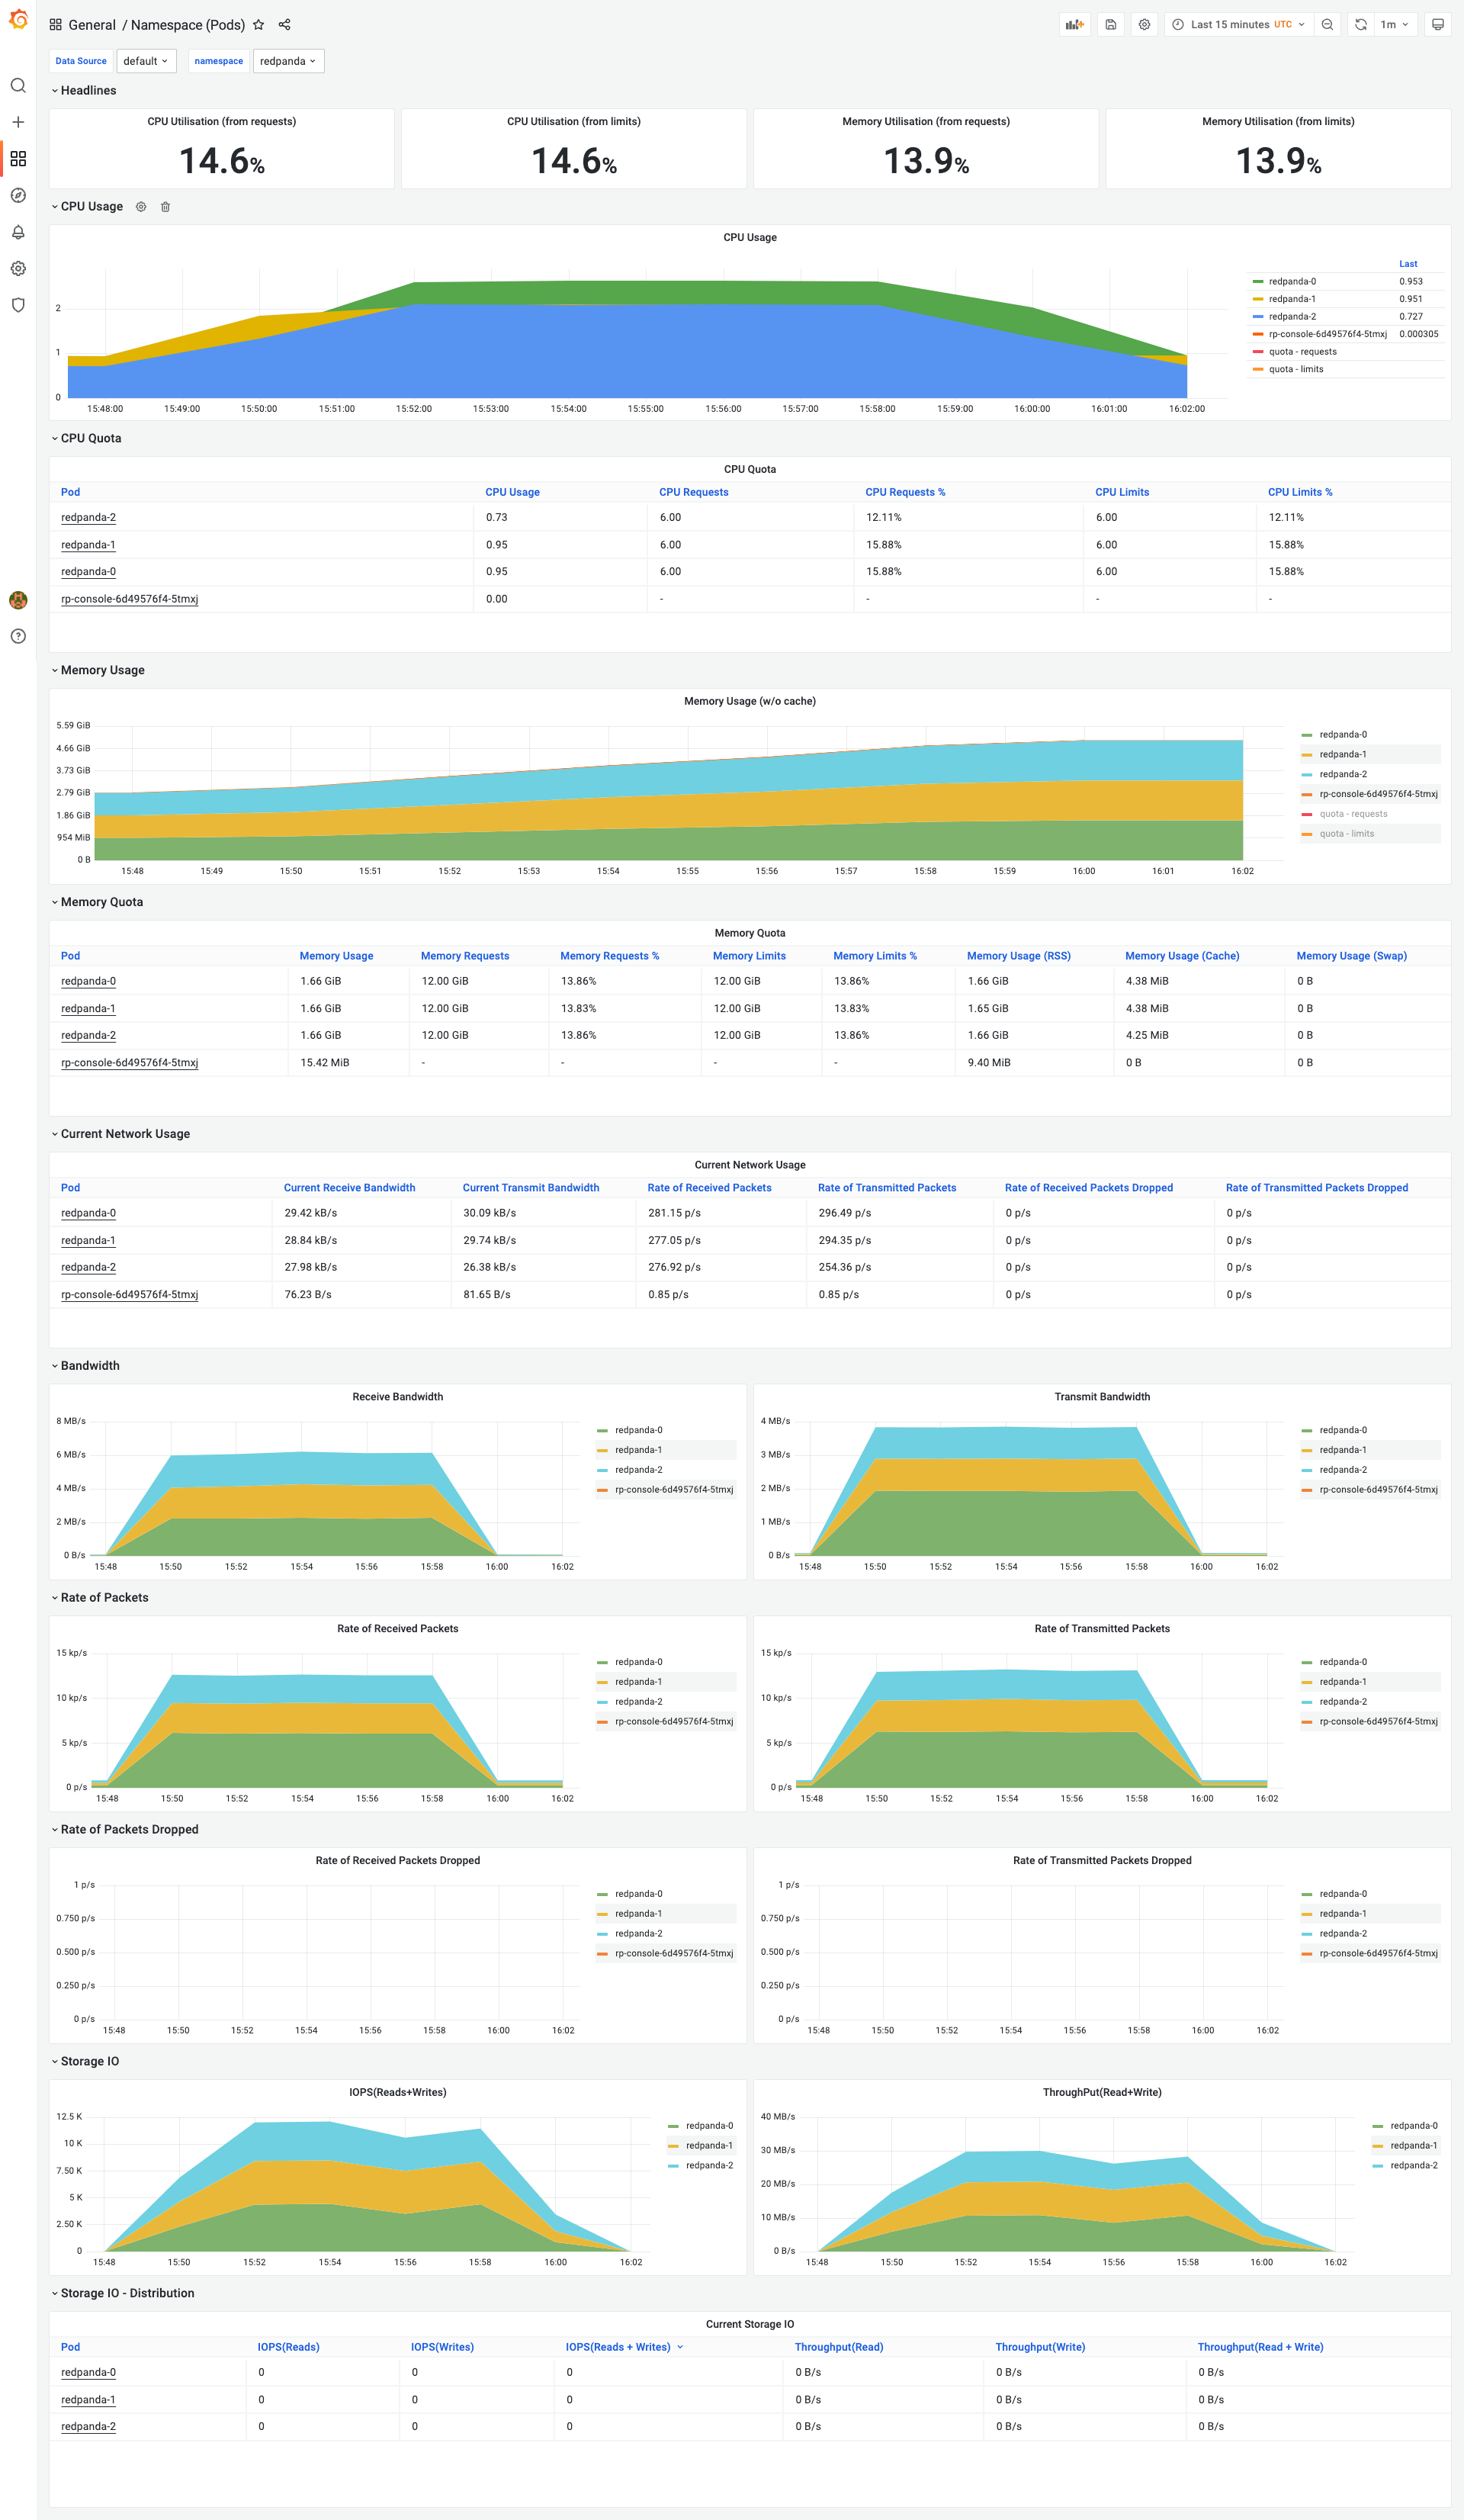 General / Namespace (Pods)
Last 15 minutes UTC
1m
Data Source default namespace redpanda
Headlines
CPU Utilisation (from requests) CPU Utilisation (from limits) Memory Utilisation (from requests) Memory Utilisation (from limits)
14.6% 14.6% 13.9% 13.9%
CPU Usage
CPU Usage
2
1
0
15:48:00 15:49:00 15:50:00 15:51:00 15:52:00 15:53:00 15:54:00 15:55:00 15:56:00 15:57:00 15:58:00 15:59:00 16:00:00 16:01:00 16:02:00
Last
redpanda-0 0.953
redpanda-1 0.951
redpanda-2 0.727
rp-console-6d49576f4-5tmxj 0.000305
quota - requests
quota - limits
CPU Quota
CPU Quota
Pod CPU Usage CPU Requests CPU Requests % CPU Limits CPU Limits %
redpanda-2 0.73 6.00 12.11% 6.00 12.11%
redpanda-1 0.95 6.00 15.88% 6.00 15.88%
redpanda-0 0.95 6.00 15.88% 6.00 15.88%
rp-console-6d49576f4-5tmxj 0.00 - - - -
Memory Usage
Memory Usage (w/o cache)
5.59 GiB
4.66 GiB
3.73 GiB
2.79 GiB
1.86 GiB
954 MiB
0 B
15:48 15:49 15:50 15:51 15:52 15:53 15:54 15:55 15:56 15:57 15:58 15:59 16:00 16:01 16:02
redpanda-0
redpanda-1
redpanda-2
rp-console-6d49576f4-5tmxj
quota - requests
quota - limits
Memory Quota
Memory Quota
Pod Memory Usage Memory Requests Memory Requests % Memory Limits Memory Limits % Memory Usage (RSS) Memory Usage (Cache) Memory Usage (Swap)
redpanda-0 1.66 GiB 12.00 GiB 13.86% 12.00 GiB 13.86% 1.66 GiB 4.38 MiB 0 B
redpanda-1 1.66 GiB 12.00 GiB 13.83% 12.00 GiB 13.83% 1.65 GiB 4.38 MiB 0 B
redpanda-2 1.66 GiB 12.00 GiB 13.86% 12.00 GiB 13.86% 1.66 GiB 4.25 MiB 0 B
rp-console-6d49576f4-5tmxj 15.42 MiB - - - - 9.40 MiB 0 B 0 B
Current Network Usage
Current Network Usage
Pod Current Receive Bandwidth Current Transmit Bandwidth Rate of Received Packets Rate of Transmitted Packets Rate of Received Packets Dropped Rate of Transmitted Packets Dropped
redpanda-0 29.42 kB/s 30.09 kB/s 281.15 p/s 296.49 p/s 0 p/s 0 p/s
redpanda-1 28.84 kB/s 29.74 kB/s 277.05 p/s 294.35 p/s 0 p/s 0 p/s
redpanda-2 27.98 kB/s 26.38 kB/s 276.92 p/s 254.36 p/s 0 p/s 0 p/s
rp-console-6d49576f4-5tmxj 76.23 B/s 81.65 B/s 0.85 p/s 0.85 p/s 0 p/s 0 p/s
Bandwidth
Receive Bandwidth
8 MB/s
6 MB/s
4 MB/s
2 MB/s
0 B/s
15:48 15:50 15:52 15:54 15:56 15:58 16:00 16:02
redpanda-0
redpanda-1
redpanda-2
rp-console-6d49576f4-5tmxj
Transmit Bandwidth
4 MB/s
3 MB/s
2 MB/s
1 MB/s
0 B/s
15:48 15:50 15:52 15:54 15:56 15:58 16:00 16:02
redpanda-0
redpanda-1
redpanda-2
rp-console-6d49576f4-5tmxj
Rate of Packets
Rate of Received Packets
15 kp/s
10 kp/s
5 kp/s
0 p/s
15:48 15:50 15:52 15:54 15:56 15:58 16:00 16:02
redpanda-0
redpanda-1
redpanda-2
rp-console-6d49576f4-5tmxj
Rate of Transmitted Packets
15 kp/s
10 kp/s
5 kp/s
0 p/s
15:48 15:50 15:52 15:54 15:56 15:58 16:00 16:02
redpanda-0
redpanda-1
redpanda-2
rp-console-6d49576f4-5tmxj
Rate of Packets Dropped
Rate of Received Packets Dropped
1 p/s
0.750 p/s
0.500 p/s
0.250 p/s
0 p/s
15:48 15:50 15:52 15:54 15:56 15:58 16:00 16:02
redpanda-0
redpanda-1
redpanda-2
rp-console-6d49576f4-5tmxj
Rate of Transmitted Packets Dropped
1 p/s
0.750 p/s
0.500 p/s
0.250 p/s
0 p/s
15:48 15:50 15:52 15:54 15:56 15:58 16:00 16:02
redpanda-0
redpanda-1
redpanda-2
rp-console-6d49576f4-5tmxj
Storage IO
IOPS(Reads+Writes)
12.5 K
10 K
7.50 K
5 K
2.50 K
0
15:48 15:50 15:52 15:54 15:56 15:58 16:00 16:02
redpanda-0
redpanda-1
redpanda-2
ThroughPut(Read+Write)
40 MB/s
30 MB/s
20 MB/s
10 MB/s
0 B/s
15:48 15:50 15:52 15:54 15:56 15:58 16:00 16:02
redpanda-0
redpanda-1
redpanda-2
Storage IO - Distribution
Current Storage IO
Pod IOPS(Reads) IOPS(Writes) IOPS(Reads + Writes) Throughput(Read) Throughput(Write) Throughput(Read + Write)
redpanda-0 0 0 0 0 B/s 0 B/s 0 B/s
redpanda-1 0 0 0 0 B/s 0 B/s 0 B/s
redpanda-2 0 0 0 0 B/s 0 B/s 0 B/s